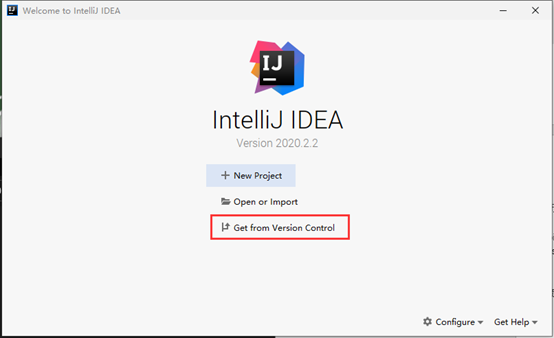 Welcome to IntelliJ IDEA
IJ
IntelliJ IDEA
Version 2020.2.2
New Project
Open or Import
Get from Version Control
Configure
Get Help